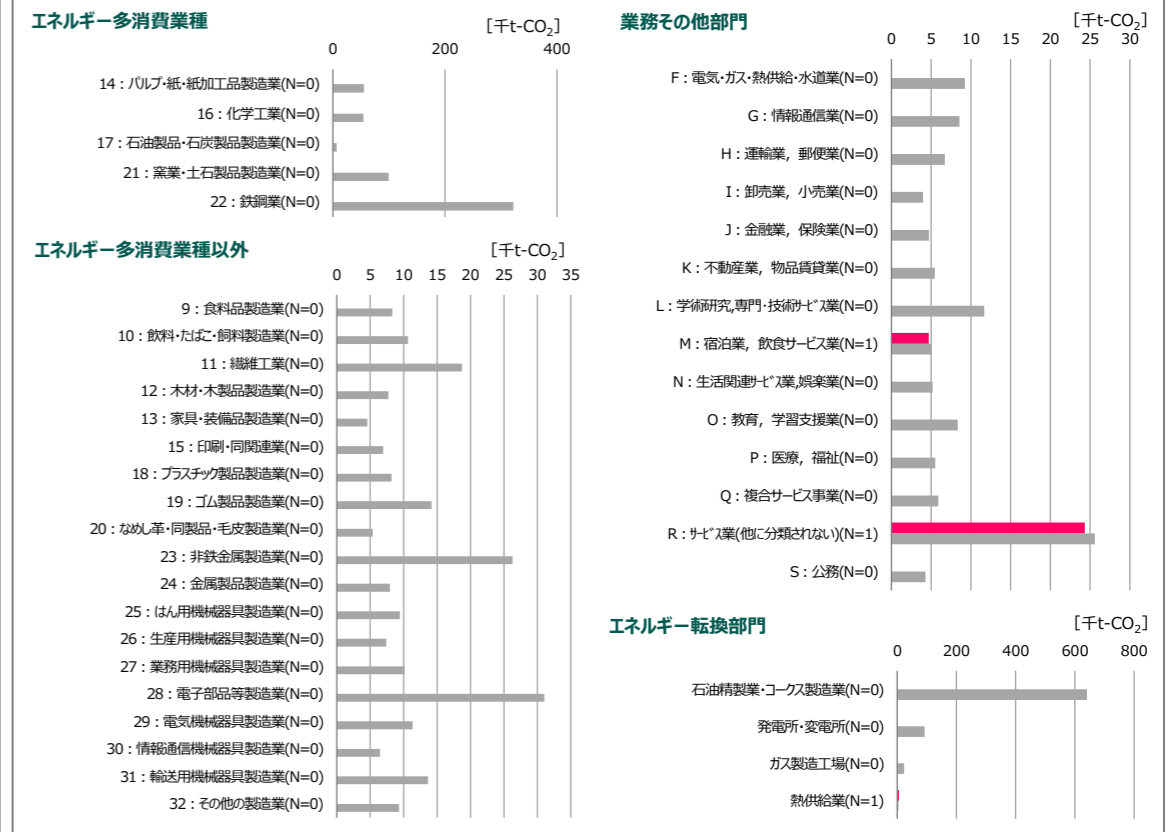 エネルギー多消費業種
[千t-CO₂]
0 200 400
14：パルプ・紙・紙加工品製造業(N=0)
16：化学工業(N=0)
17：石油製品・石炭製品製造業(N=0)
21：窯業・土石製品製造業(N=0)
22：鉄鋼業(N=0)
エネルギー多消費業種以外
[千t-CO₂]
0 5 10 15 20 25 30 35
9：食料品製造業(N=0)
10：飲料・たばこ・飼料製造業(N=0)
11：繊維工業(N=0)
12：木材・木製品製造業(N=0)
13：家具・装備品製造業(N=0)
15：印刷・同関連業(N=0)
18：プラスチック製品製造業(N=0)
19：ゴム製品製造業(N=0)
20：なめし革・同製品・毛皮製造業(N=0)
23：非鉄金属製造業(N=0)
24：金属製品製造業(N=0)
25：はん用機械器具製造業(N=0)
26：生産用機械器具製造業(N=0)
27：業務用機械器具製造業(N=0)
28：電子部品等製造業(N=0)
29：電気機械器具製造業(N=0)
30：情報通信機械器具製造業(N=0)
31：輸送用機械器具製造業(N=0)
32：その他の製造業(N=0)
業務その他部門
[千t-CO₂]
0 5 10 15 20 25 30
F：電気・ガス・熱供給・水道業(N=0)
G：情報通信業(N=0)
H：運輸業，郵便業(N=0)
I：卸売業，小売業(N=0)
J：金融業，保険業(N=0)
K：不動産業，物品賃貸業(N=0)
L：学術研究,専門・技術ｻｰﾋﾞｽ業(N=0)
M：宿泊業，飲食サービス業(N=1)
N：生活関連ｻｰﾋﾞｽ業,娯楽業(N=0)
O：教育，学習支援業(N=0)
P：医療，福祉(N=0)
Q：複合サービス事業(N=0)
R：ｻｰﾋﾞｽ業(他に分類されない)(N=1)
S：公務(N=0)
エネルギー転換部門
[千t-CO₂]
0 200 400 600 800
石油精製業・コークス製造業(N=0)
発電所・変電所(N=0)
ガス製造工場(N=0)
熱供給業(N=1)